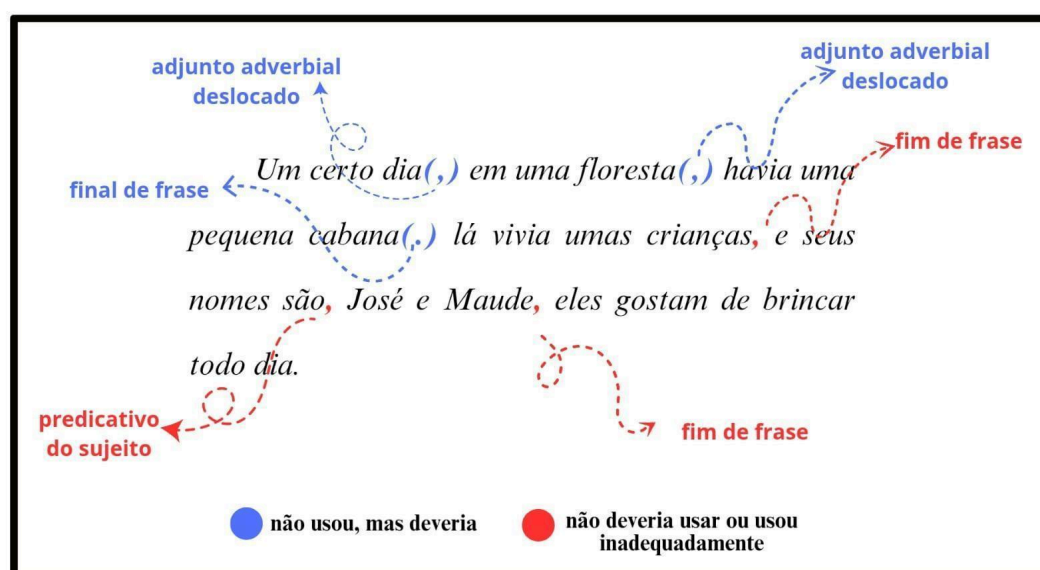 adjunto adverbial
deslocado
adjunto adverbial
deslocado
fim de frase
Um certo dia(,) em uma floresta(,) havia uma
final de frase
pequena cabana(.) lá vivia umas crianças, e seus
nomes são, José e Maude, eles gostam de brincar
todo dia.
predicativo
do sujeito
fim de frase
não usou, mas deveria
não deveria usar ou usou
inadequadamente